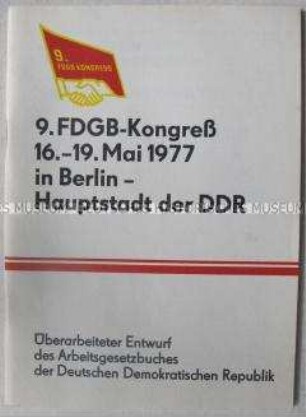 9.
FDGB KONGRESS
9. FDGB-Kongreß
16.–19. Mai 1977
in Berlin –
Hauptstadt der DDR
Überarbeiteter Entwurf
des Arbeitsgesetzbuches
der Deutschen Demokratischen Republik